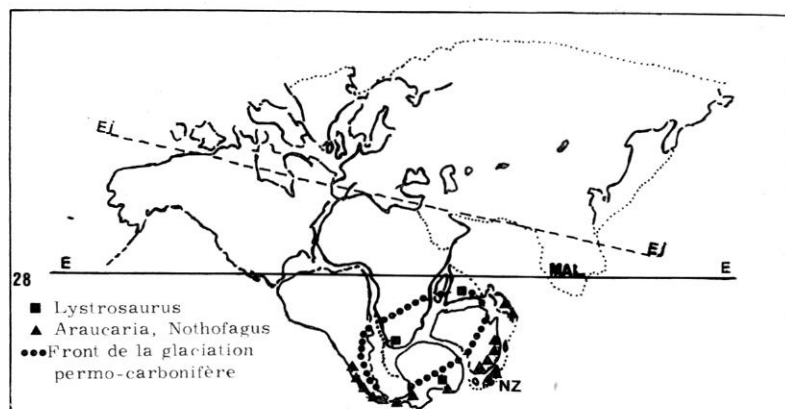 Ej
Ej
E
MAL
E
28
■ Lystrosaurus
▲ Araucaria, Nothofagus
●●●Front de la glaciation
permo-carbonifère
NZ